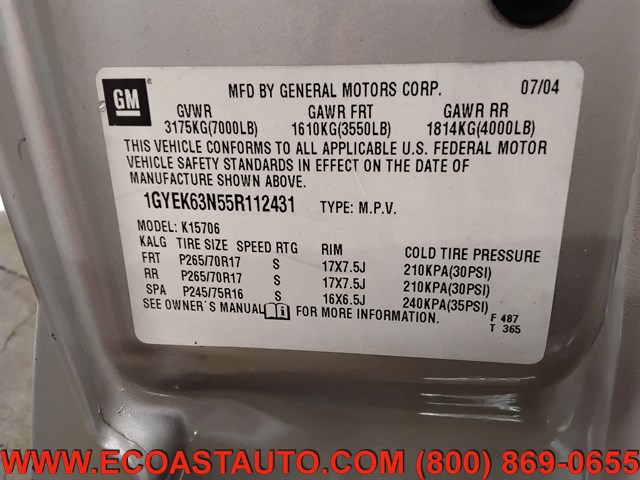 GM
MFD BY GENERAL MOTORS CORP. 07/04
GVWR GAWR FRT GAWR RR
3175KG(7000LB) 1610KG(3550LB) 1814KG(4000LB)
THIS VEHICLE CONFORMS TO ALL APPLICABLE U.S. FEDERAL MOTOR
VEHICLE SAFETY STANDARDS IN EFFECT ON THE DATE OF
MANUFACTURE SHOWN ABOVE.
1GYEK63N55R112431 TYPE: M.P.V.
MODEL: K15706
KALG TIRE SIZE SPEED RTG RIM COLD TIRE PRESSURE
FRT P265/70R17 S 17X7.5J 210KPA(30PSI)
RR P265/70R17 S 17X7.5J 210KPA(30PSI)
SPA P245/75R16 S 16X6.5J 240KPA(35PSI)
SEE OWNER'S MANUAL FOR MORE INFORMATION.
F 487
T 365
WWW.ECOASTAUTO.COM (800) 869-0655